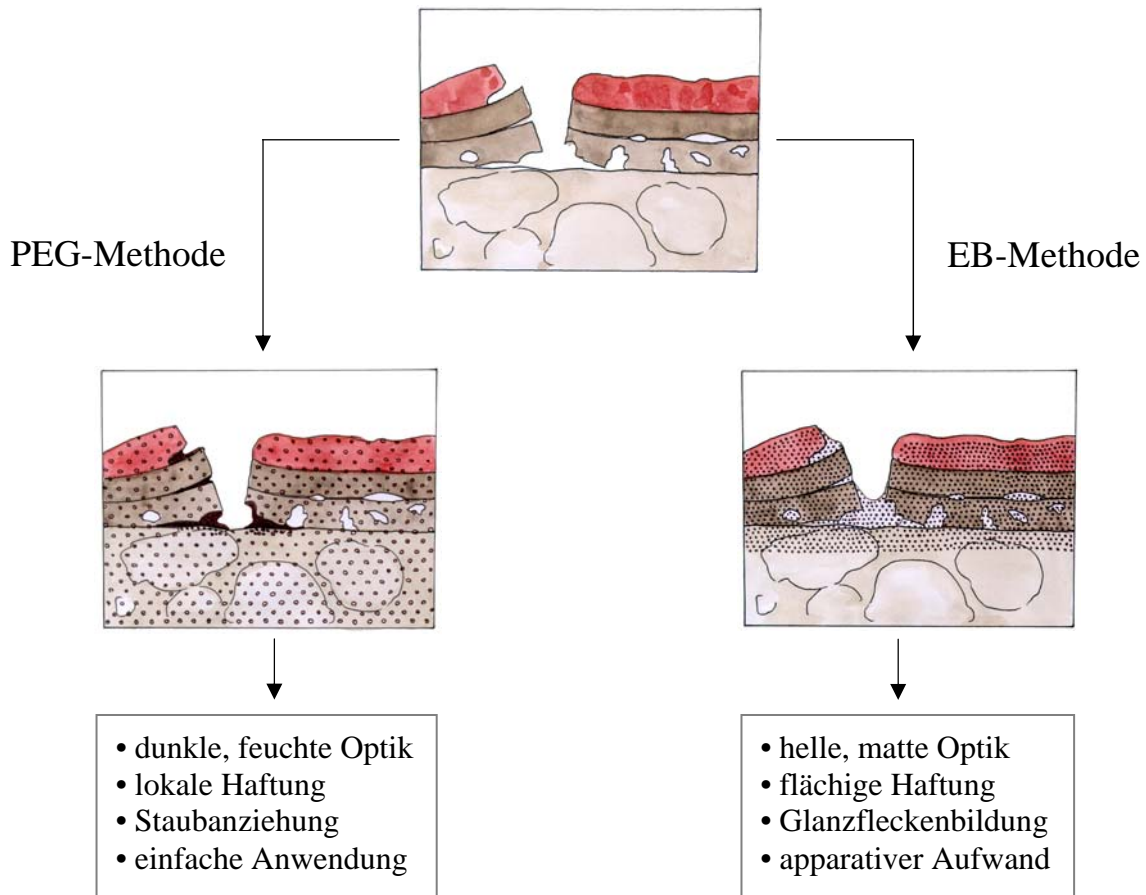 PEG-Methode
EB-Methode
• dunkle, feuchte Optik
• lokale Haftung
• Staubanziehung
• einfache Anwendung
• helle, matte Optik
• flächige Haftung
• Glanzfleckenbildung
• apparativer Aufwand